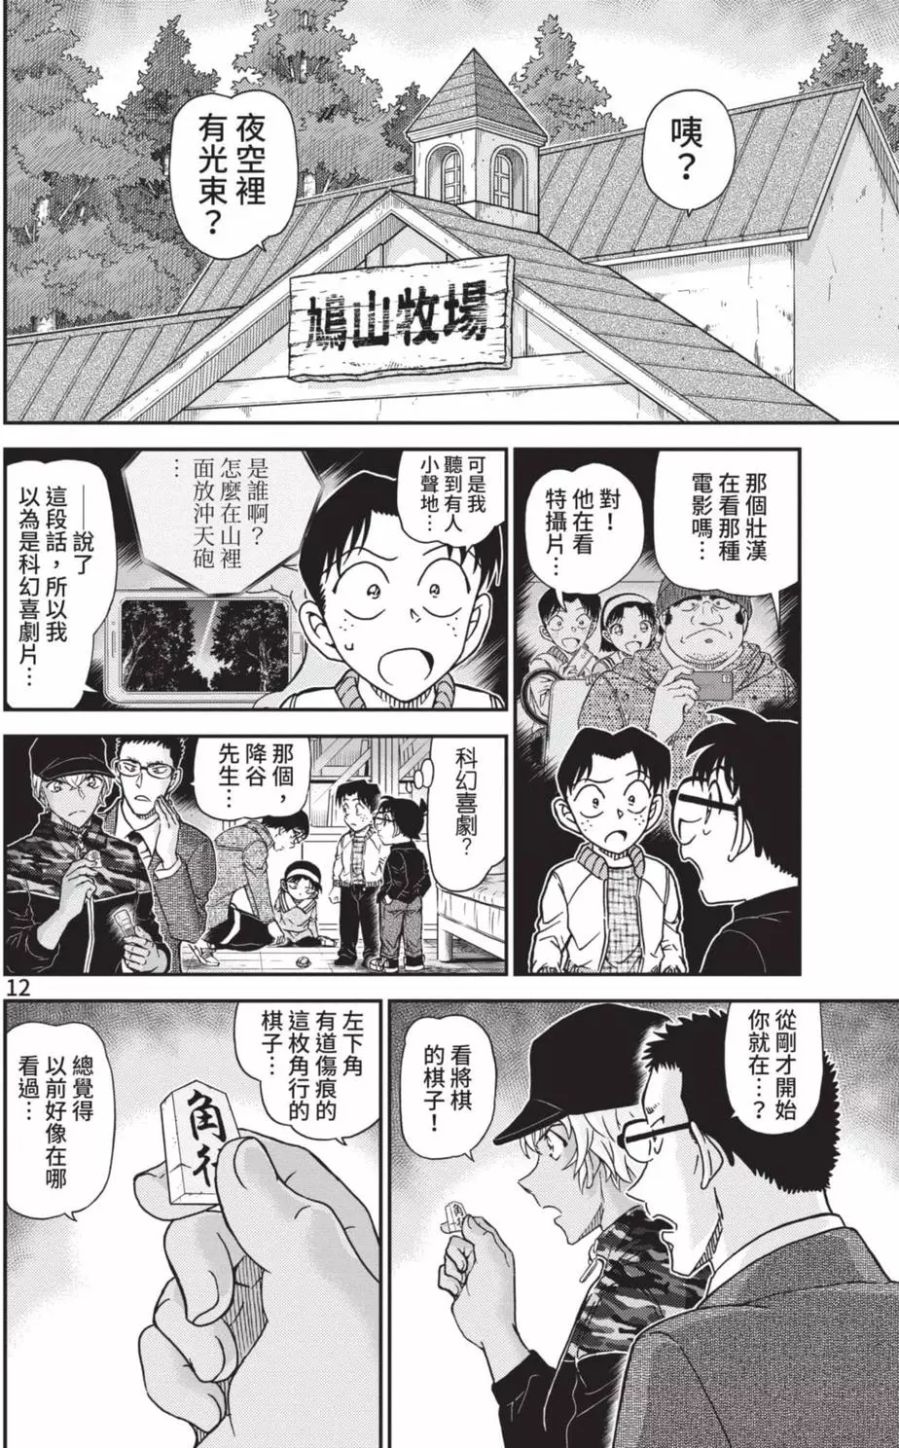 咦？
夜空裡
有光束？
鳩山牧場
那個壯漢
在看那種
電影嗎…
對！
他在看
特攝片…
可是我
聽到有人
小聲地…
是誰啊？
怎麼在山裡
面放沖天砲
…
──說了
這段話，所以我
以為是科幻喜劇片…
科幻喜劇？
那個，
降谷
先生…
12
從剛才開始
你就在…？
看將棋
的棋子！
角
左下角
有道傷痕的
這枚角行的
棋子…
角行
總覺得
以前好像在哪
看過…